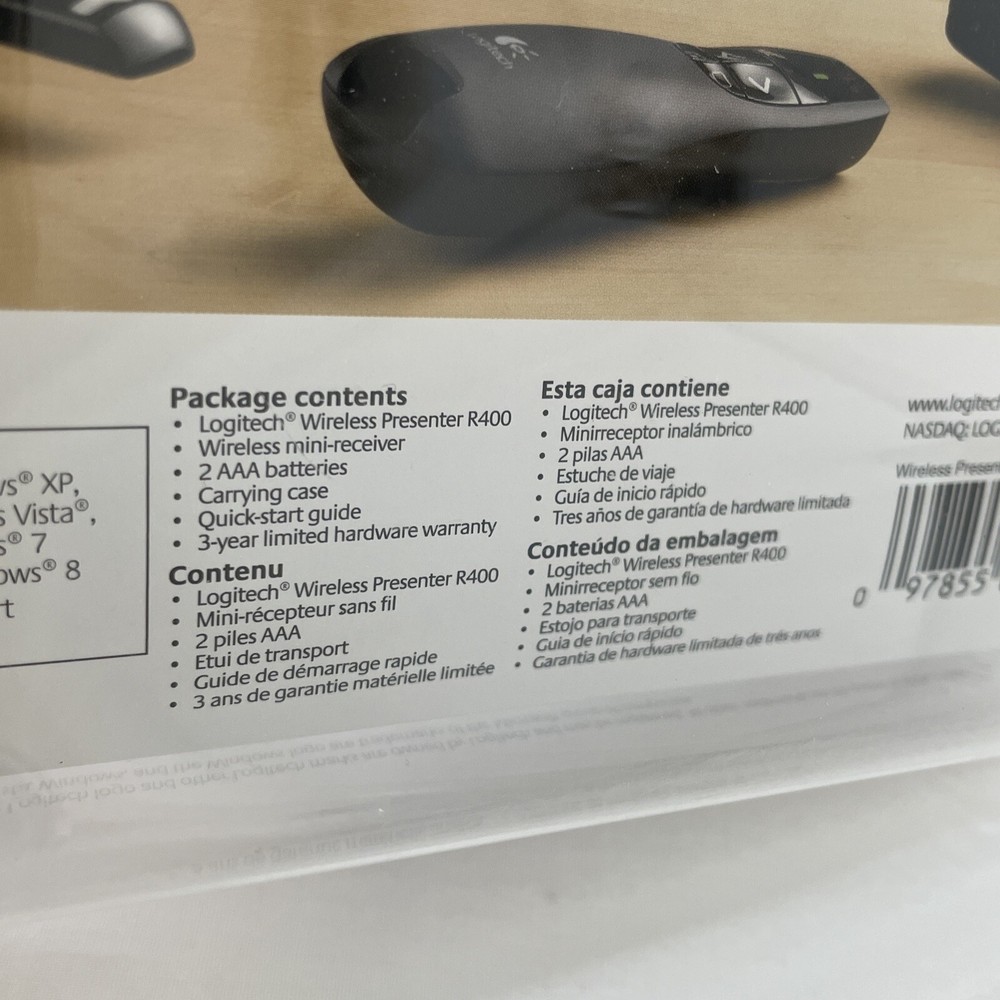 Logitech
ws® XP,
s Vista®,
s® 7
ows® 8
t
Package contents
• Logitech® Wireless Presenter R400
• Wireless mini-receiver
• 2 AAA batteries
• Carrying case
• Quick-start guide
• 3-year limited hardware warranty
Contenu
• Logitech® Wireless Presenter R400
• Mini-récepteur sans fil
• 2 piles AAA
• Etui de transport
• Guide de démarrage rapide
• 3 ans de garantie matérielle limitée
Esta caja contiene
• Logitech® Wireless Presenter R400
• Minirreceptor inalámbrico
• 2 pilas AAA
• Estuche de viaje
• Guía de inicio rápido
• Tres años de garantía de hardware limitada
Conteúdo da embalagem
• Logitech® Wireless Presenter R400
• Minirreceptor sem fio
• 2 baterias AAA
• Estojo para transporte
• Guia de início rápido
• Garantia de hardware limitada de três anos
www.logitech
NASDAQ: LOG
Wireless Presen
0 97855